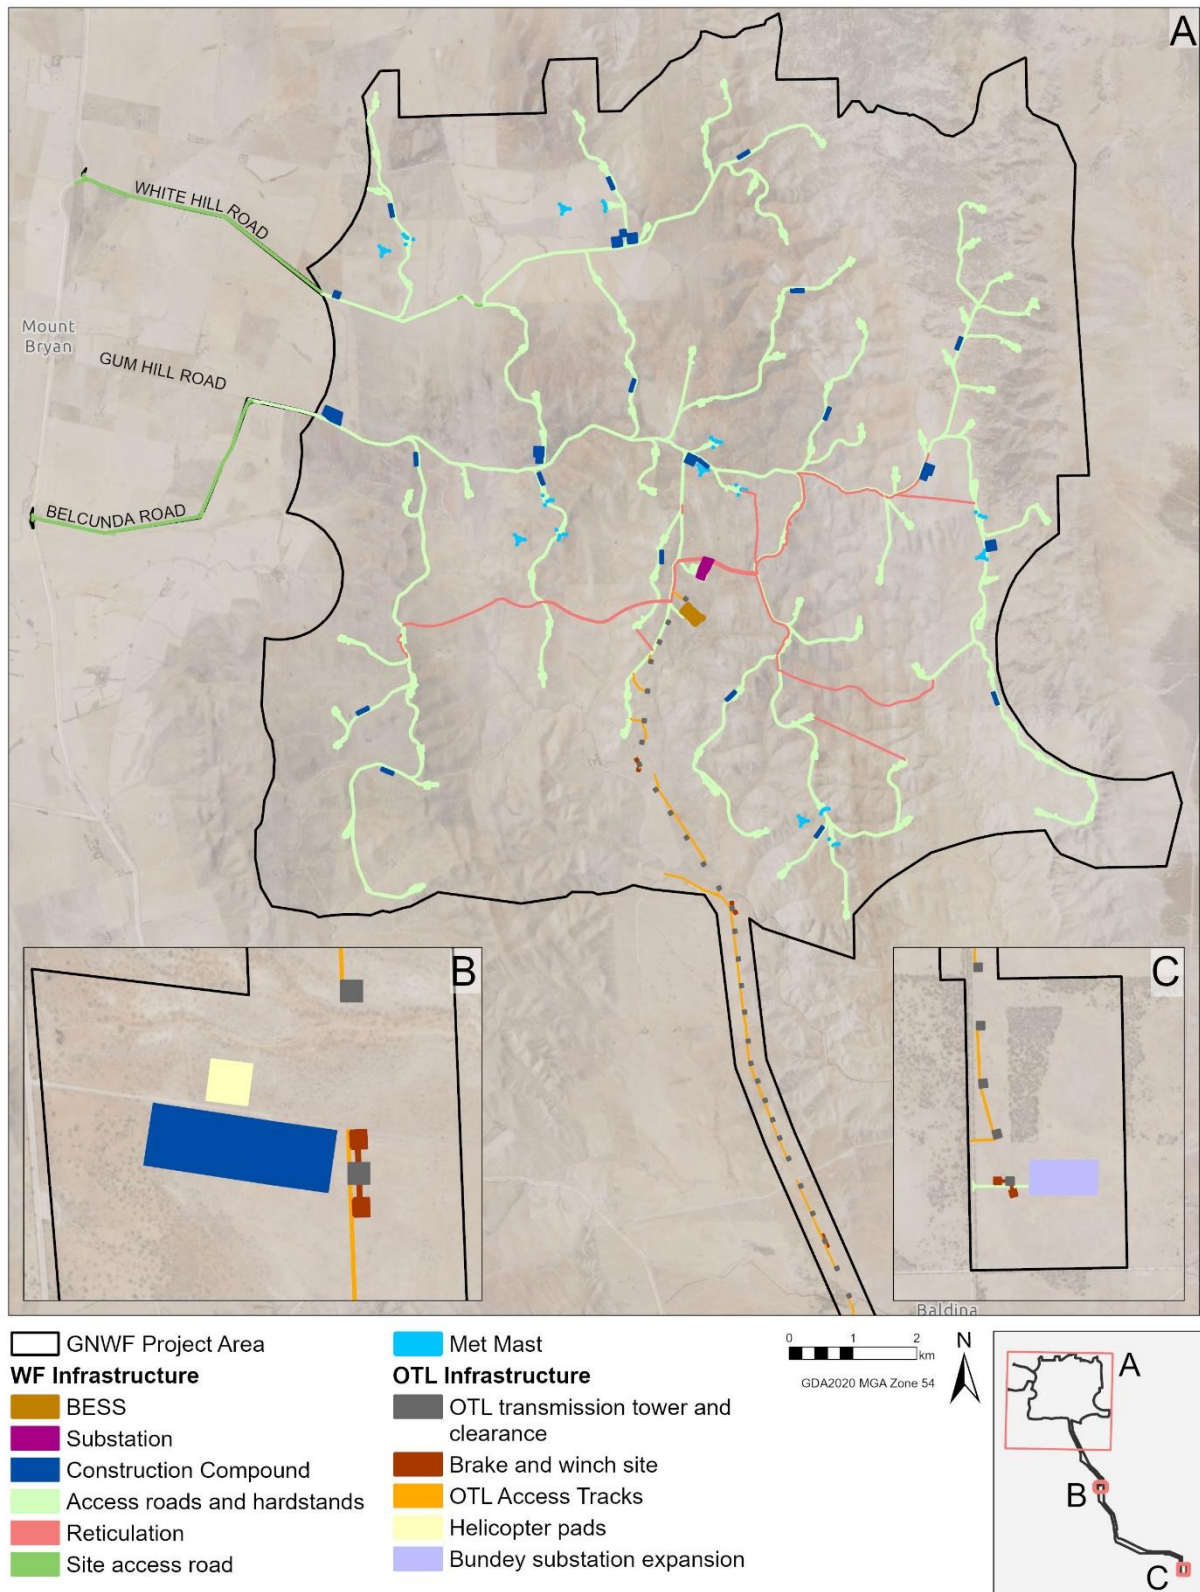 A
WHITE HILL ROAD
Mount
Bryan
GUM HILL ROAD
BELCUNDA ROAD
B
C
Baldina
GNWF Project Area
WF Infrastructure
BESS
Substation
Construction Compound
Access roads and hardstands
Reticulation
Site access road
Met Mast
OTL Infrastructure
OTL transmission tower and
clearance
Brake and winch site
OTL Access Tracks
Helicopter pads
Bundey substation expansion
0 1 2
km
GDA2020 MGA Zone 54
N
A
B
C